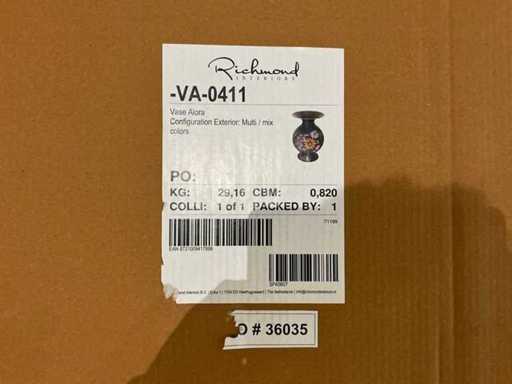 Richmond
INTERIORS
-VA-0411
Vase Alora
Configuration Exterior: Multi / mix
colors
PO:
KG: 29,16 CBM: 0,820
COLLI: 1 of 1 PACKED BY: 1
71199
O # 36035